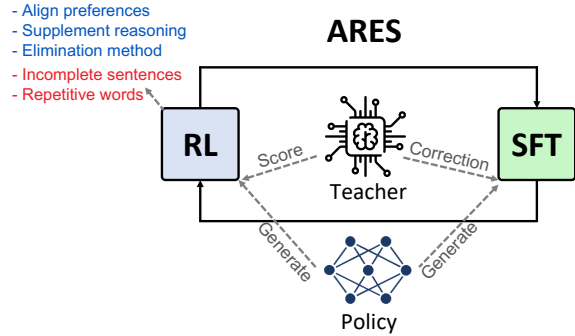 - Align preferences
- Supplement reasoning
- Elimination method
- Incomplete sentences
- Repetitive words
ARES
RL
Score
Teacher
Correction
SFT
Generate
Generate
Policy